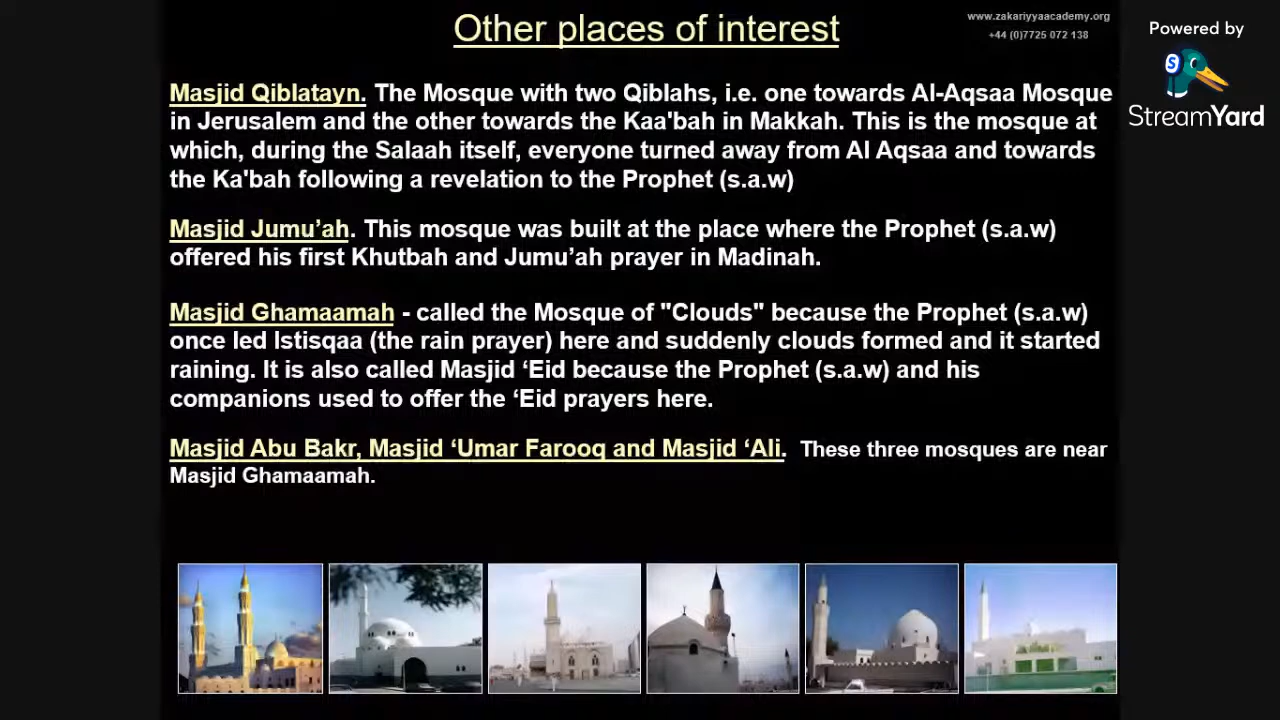 Other places of interest
www.zakariyyaacademy.org
+44 (0)7725 072 138
Powered by
S
StreamYard
Masjid Qiblatayn. The Mosque with two Qiblahs, i.e. one towards Al-Aqsaa Mosque
in Jerusalem and the other towards the Kaa'bah in Makkah. This is the mosque at
which, during the Salaah itself, everyone turned away from Al Aqsaa and towards
the Ka'bah following a revelation to the Prophet (s.a.w)
Masjid Jumu’ah. This mosque was built at the place where the Prophet (s.a.w)
offered his first Khutbah and Jumu’ah prayer in Madinah.
Masjid Ghamaamah - called the Mosque of "Clouds" because the Prophet (s.a.w)
once led Istisqaa (the rain prayer) here and suddenly clouds formed and it started
raining. It is also called Masjid ‘Eid because the Prophet (s.a.w) and his
companions used to offer the ‘Eid prayers here.
Masjid Abu Bakr, Masjid ‘Umar Farooq and Masjid ‘Ali. These three mosques are near
Masjid Ghamaamah.